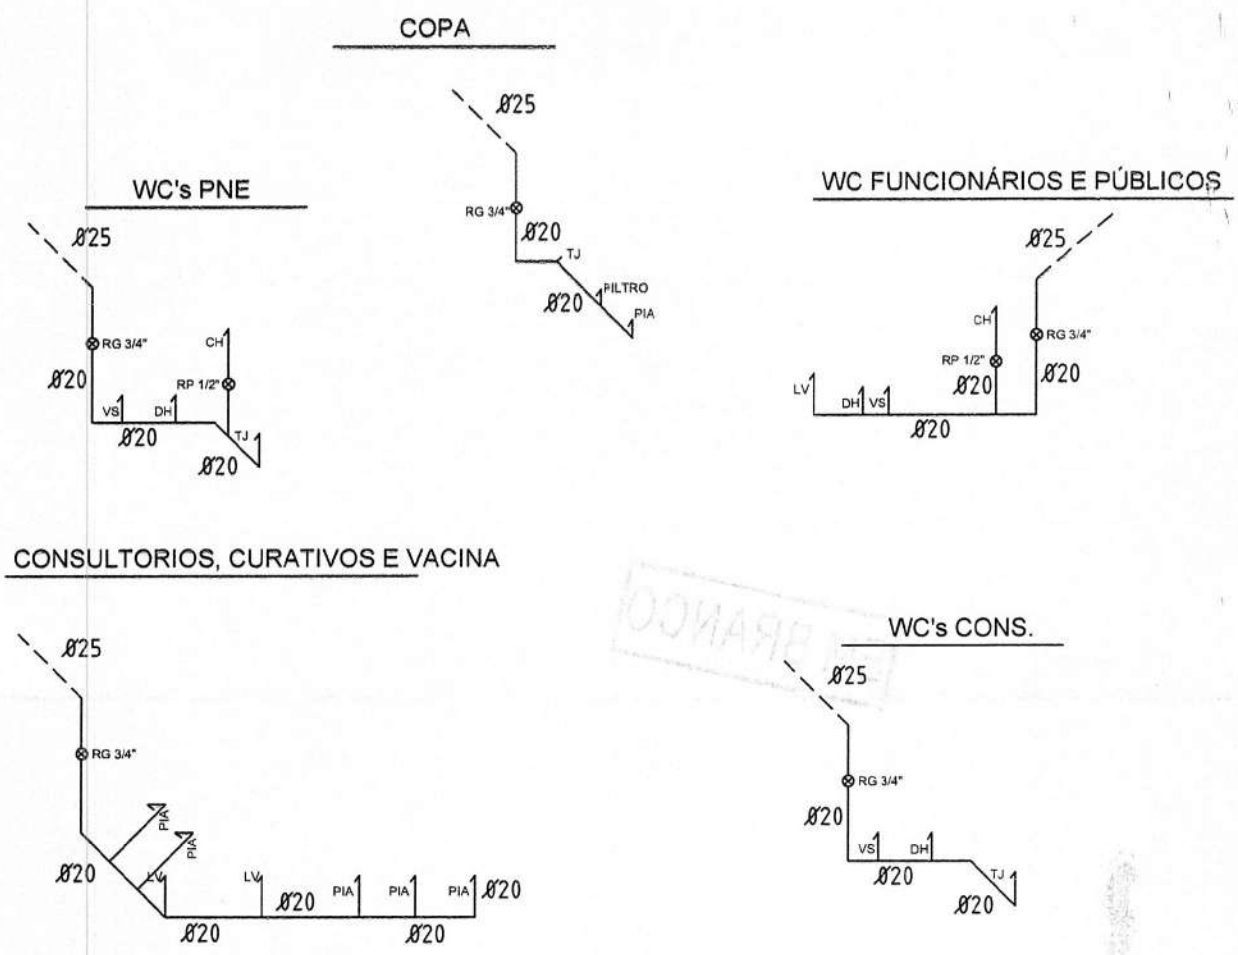 COPA
Ø25
RG 3/4"
Ø20
TJ
Ø20
FILTRO
PIA
WC's PNE
Ø25
RG 3/4"
Ø20
CH
RP 1/2"
VS
DH
Ø20
TJ
Ø20
WC FUNCIONÁRIOS E PÚBLICOS
Ø25
CH
RG 3/4"
RP 1/2"
Ø20
Ø20
LV
DH
VS
Ø20
CONSULTORIOS, CURATIVOS E VACINA
Ø25
RG 3/4"
PIA
PIA
Ø20
LV
LV
Ø20
PIA
PIA
PIA
Ø20
Ø20
Ø20
EM BRANCO
WC's CONS.
Ø25
RG 3/4"
Ø20
VS
DH
Ø20
TJ
Ø20